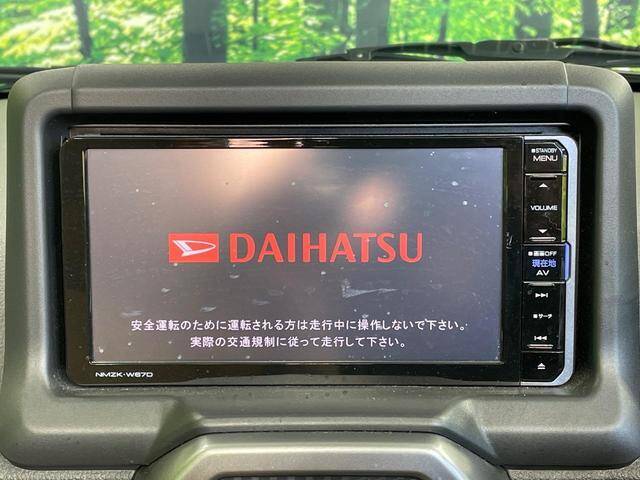 DAIHATSU
安全運転のために運転される方は走行中に操作しないで下さい。
実際の交通規制に従って走行して下さい。
NMZK-W67D
STANDBY
MENU
VOLUME
画面OFF
現在地
AV
サーチ